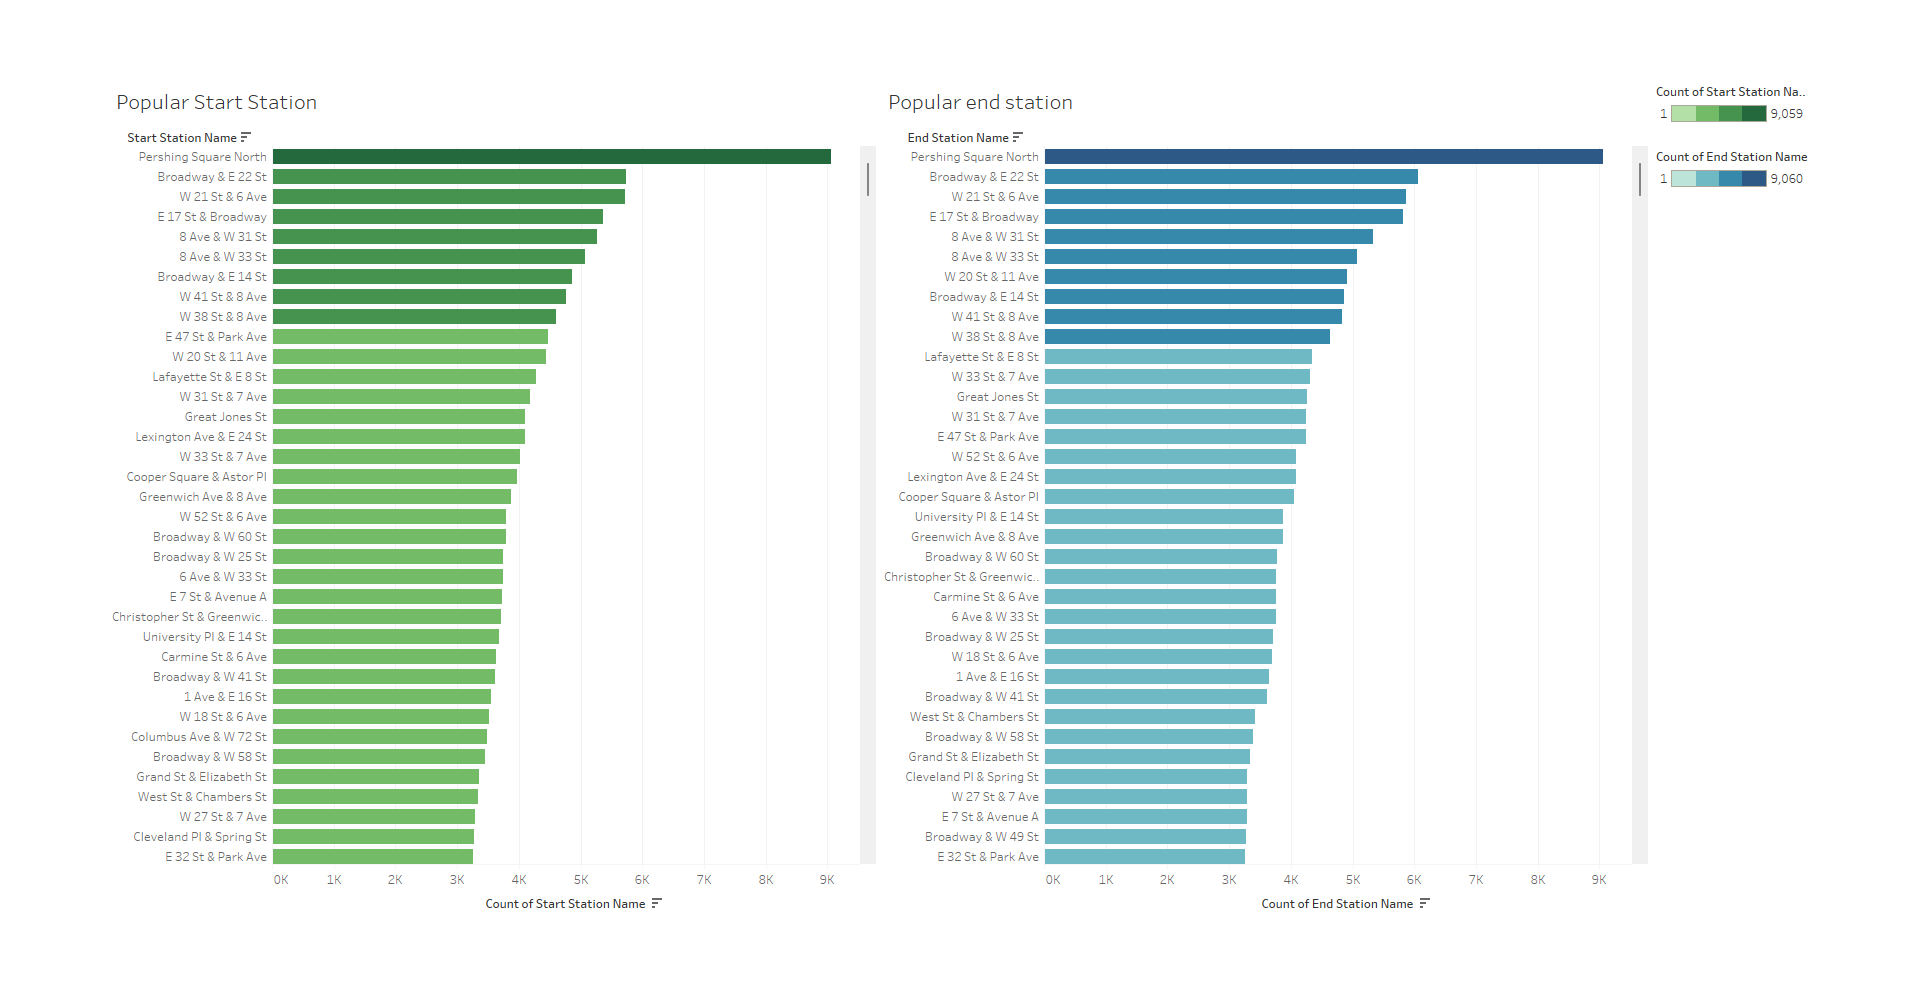 Popular Start Station
Start Station Name
Pershing Square North
Broadway & E 22 St
W 21 St & 6 Ave
E 17 St & Broadway
8 Ave & W 31 St
8 Ave & W 33 St
Broadway & E 14 St
W 41 St & 8 Ave
W 38 St & 8 Ave
E 47 St & Park Ave
W 20 St & 11 Ave
Lafayette St & E 8 St
W 31 St & 7 Ave
Great Jones St
Lexington Ave & E 24 St
W 33 St & 7 Ave
Cooper Square & Astor Pl
Greenwich Ave & 8 Ave
W 52 St & 6 Ave
Broadway & W 60 St
Broadway & W 25 St
6 Ave & W 33 St
E 7 St & Avenue A
Christopher St & Greenwic..
University Pl & E 14 St
Carmine St & 6 Ave
Broadway & W 41 St
1 Ave & E 16 St
W 18 St & 6 Ave
Columbus Ave & W 72 St
Broadway & W 58 St
Grand St & Elizabeth St
West St & Chambers St
W 27 St & 7 Ave
Cleveland Pl & Spring St
E 32 St & Park Ave
0K 1K 2K 3K 4K 5K 6K 7K 8K 9K
Count of Start Station Name
Popular end station
End Station Name
Pershing Square North
Broadway & E 22 St
W 21 St & 6 Ave
E 17 St & Broadway
8 Ave & W 31 St
8 Ave & W 33 St
W 20 St & 11 Ave
Broadway & E 14 St
W 41 St & 8 Ave
W 38 St & 8 Ave
Lafayette St & E 8 St
W 33 St & 7 Ave
Great Jones St
W 31 St & 7 Ave
E 47 St & Park Ave
W 52 St & 6 Ave
Lexington Ave & E 24 St
Cooper Square & Astor Pl
University Pl & E 14 St
Greenwich Ave & 8 Ave
Broadway & W 60 St
Christopher St & Greenwic..
Carmine St & 6 Ave
6 Ave & W 33 St
Broadway & W 25 St
W 18 St & 6 Ave
1 Ave & E 16 St
Broadway & W 41 St
West St & Chambers St
Broadway & W 58 St
Grand St & Elizabeth St
Cleveland Pl & Spring St
W 27 St & 7 Ave
E 7 St & Avenue A
Broadway & W 49 St
E 32 St & Park Ave
0K 1K 2K 3K 4K 5K 6K 7K 8K 9K
Count of End Station Name
Count of Start Station Na..
1 9,059
Count of End Station Name
1 9,060